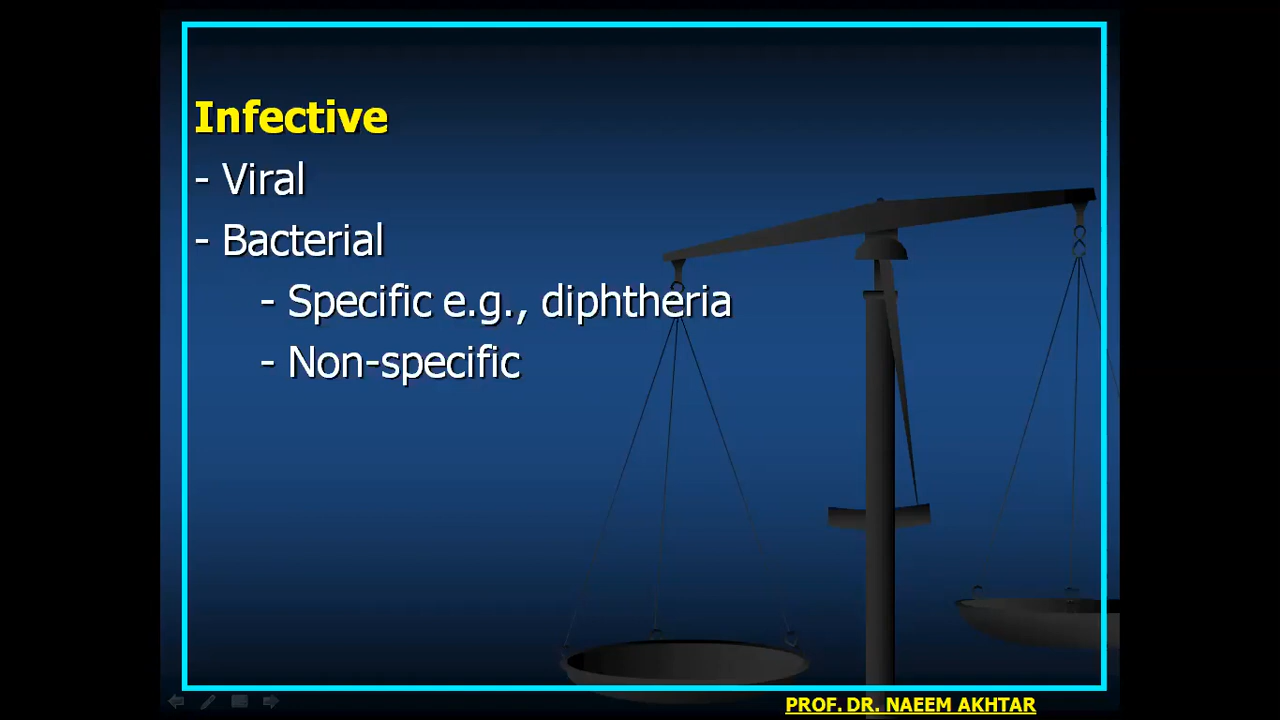 Infective
- Viral
- Bacterial
- Specific e.g., diphtheria
- Non-specific
PROF. DR. NAEEM AKHTAR